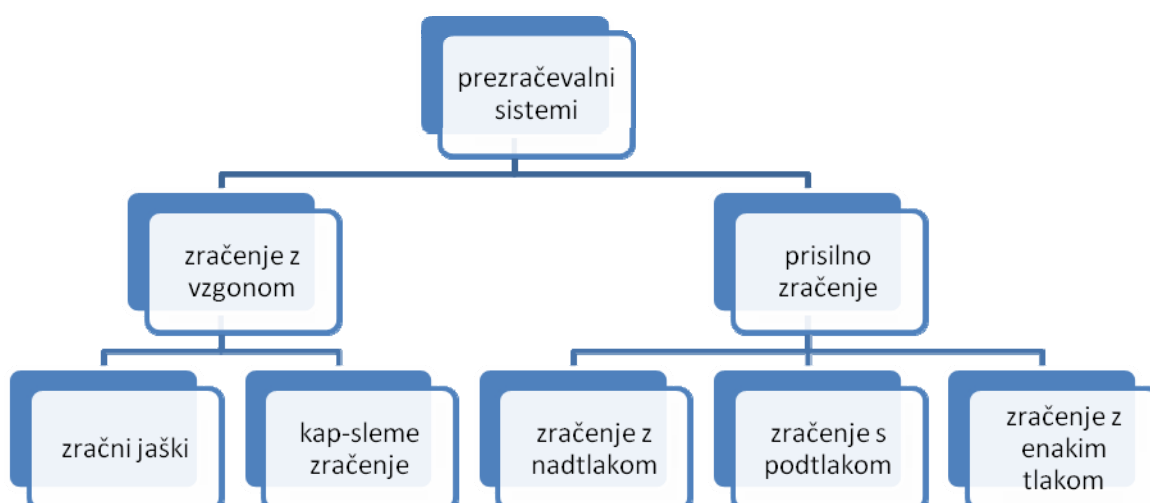 prezračevalni
sistemi
zračenje z
vzgonom
prisilno
zračenje
zračni jaški
kap-sleme
zračenje
zračenje z
nadtlakom
zračenje s
podtlakom
zračenje z
enakim
tlakom